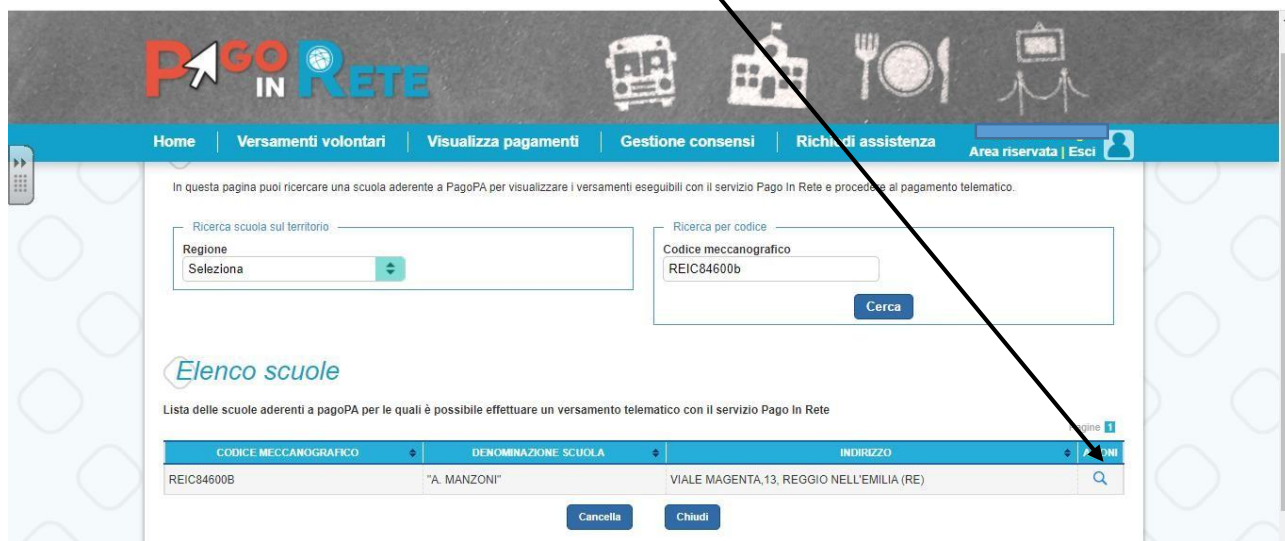 PAGO IN RETE
Home | Versamenti volontari | Visualizza pagamenti | Gestione consensi | Richiedi assistenza
Area riservata | Esci
In questa pagina puoi ricercare una scuola aderente a PagoPA per visualizzare i versamenti eseguibili con il servizio Pago In Rete e procedere al pagamento telematico.
Ricerca scuola sul territorio
Regione
Seleziona
Ricerca per codice
Codice meccanografico
REIC84600b
Cerca
Elenco scuole
Lista delle scuole aderenti a pagoPA per le quali è possibile effettuare un versamento telematico con il servizio Pago In Rete
Pagine 1
CODICE MECCANOGRAFICO DENOMINAZIONE SCUOLA INDIRIZZO AZIONI
REIC84600B "A. MANZONI" VIALE MAGENTA,13, REGGIO NELL'EMILIA (RE)
Cancella Chiudi